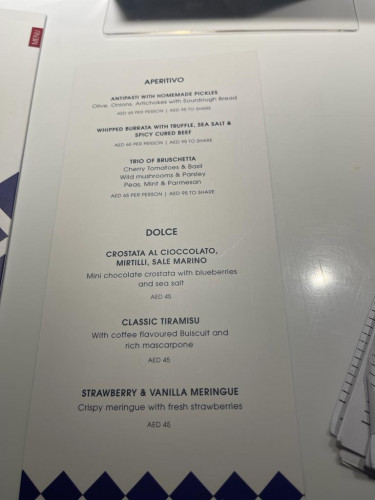 MENU
APERITIVO
ANTIPASTI WITH HOMEMADE PICKLES
Olive, Onions, Artichokes with Sourdough Bread
AED 65 PER PERSON | AED 95 TO SHARE
WHIPPED BURRATA WITH TRUFFLE, SEA SALT &
SPICY CURED BEEF
AED 65 PER PERSON | AED 95 TO SHARE
TRIO OF BRUSCHETTA
Cherry Tomatoes & Basil
Wild mushrooms & Parsley
Peas, Mint & Parmesan
AED 65 PER PERSON | AED 95 TO SHARE
DOLCE
CROSTATA AL CIOCCOLATO,
MIRTILLI, SALE MARINO
Mini chocolate crostata with blueberries
and sea salt
AED 45
CLASSIC TIRAMISU
With coffee flavoured Buiscuit and
rich mascarpone
AED 45
STRAWBERRY & VANILLA MERINGUE
Crispy meringue with fresh strawberries
AED 45